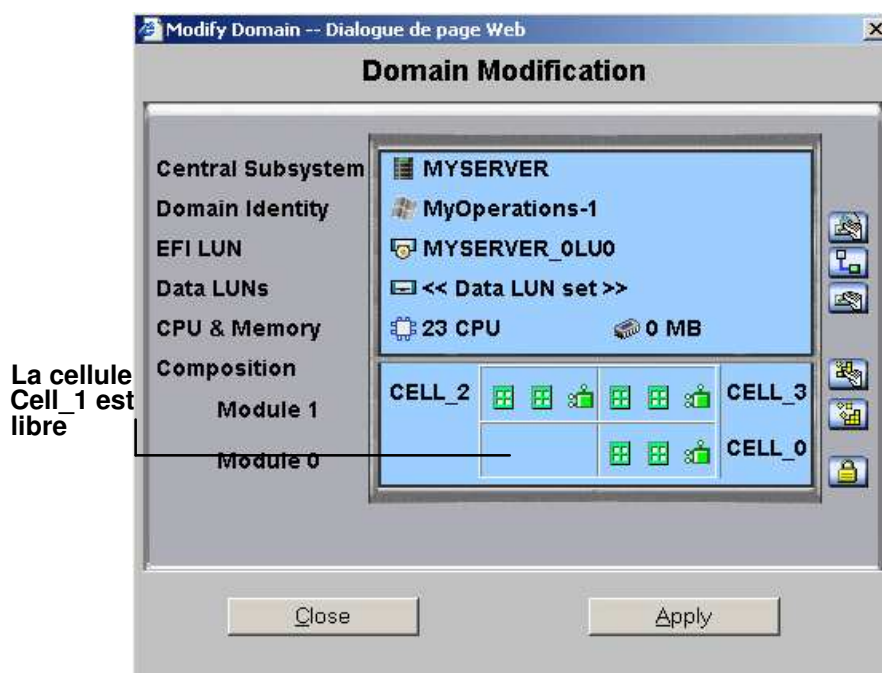 Modify Domain -- Dialogue de page Web
Domain Modification
Central Subsystem MYSERVER
Domain Identity MyOperations-1
EFI LUN MYSERVER_0LU0
Data LUNs << Data LUN set >>
CPU & Memory 23 CPU 0 MB
Composition
CELL_2 CELL_3
Module 1
Module 0 CELL_0
La cellule
Cell_1 est
libre
Close Apply